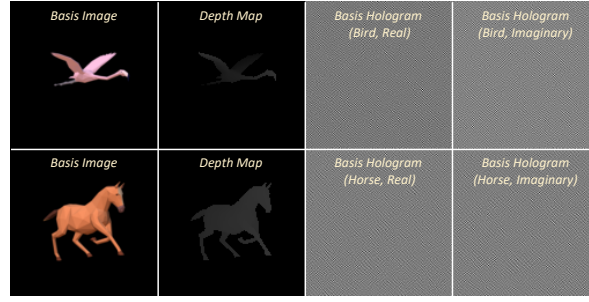 Basis Image
Depth Map
Basis Hologram
(Bird, Real)
Basis Hologram
(Bird, Imaginary)
Basis Image
Depth Map
Basis Hologram
(Horse, Real)
Basis Hologram
(Horse, Imaginary)